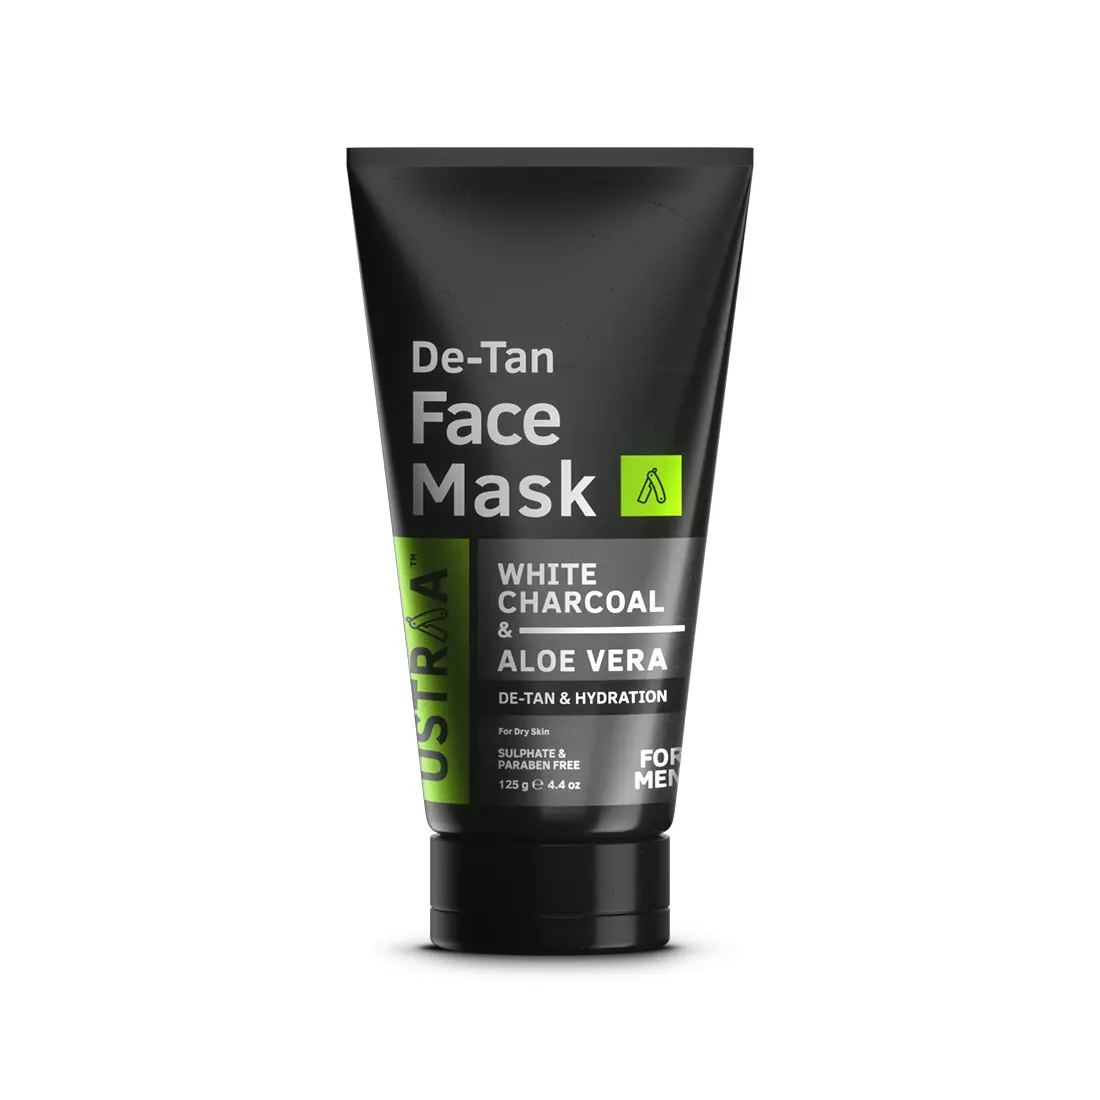 De-Tan
Face
Mask
USTRAA™
WHITE
CHARCOAL
&
ALOE VERA
DE-TAN & HYDRATION
For Dry Skin
SULPHATE &
PARABEN FREE
125 g ℮ 4.4 oz
FOR
MEN